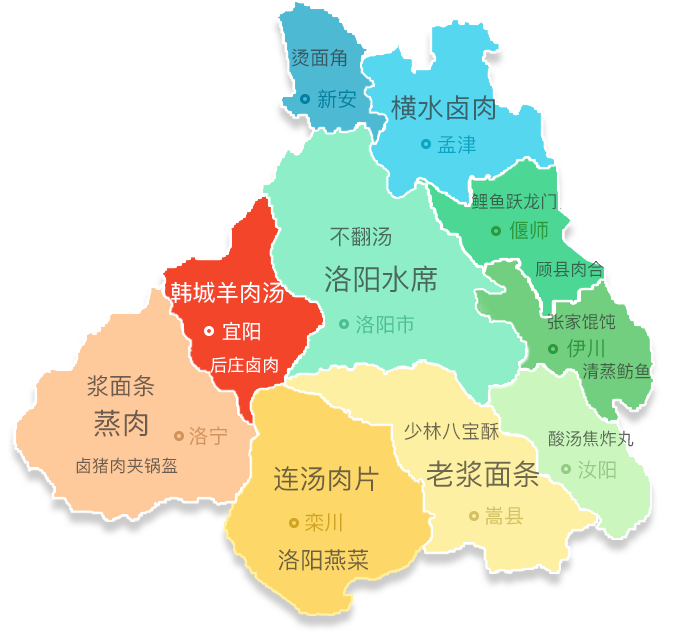 烫面角
新安
横水卤肉
孟津
鲤鱼跃龙门
偃师
顾县肉合
不翻汤
洛阳水席
洛阳市
韩城羊肉汤
宜阳
后庄卤肉
张家馄饨
伊川
清蒸鲂鱼
浆面条
蒸肉
洛宁
卤猪肉夹锅盔
少林八宝酥
老浆面条
嵩县
酸汤焦炸丸
汝阳
连汤肉片
栾川
洛阳燕菜